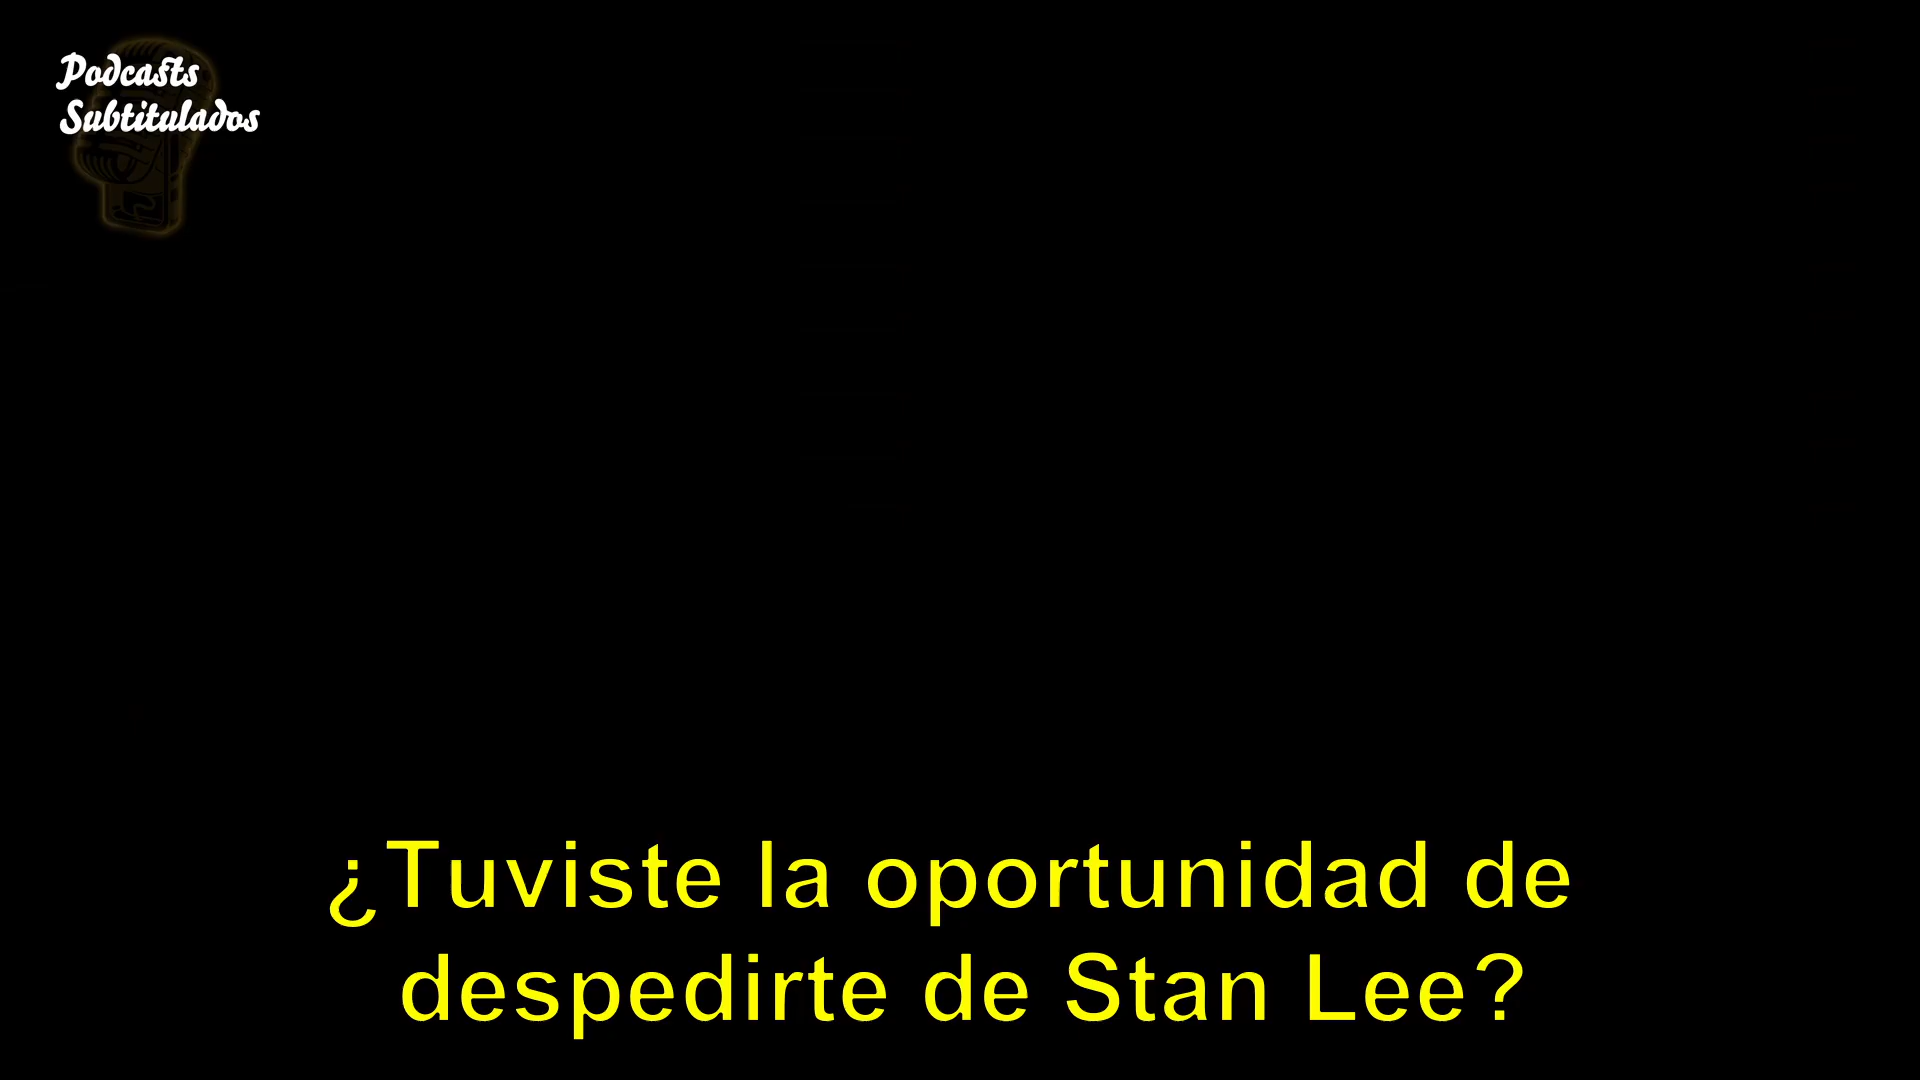 Podcasts
Subtitulados
¿Tuviste la oportunidad de
despedirte de Stan Lee?